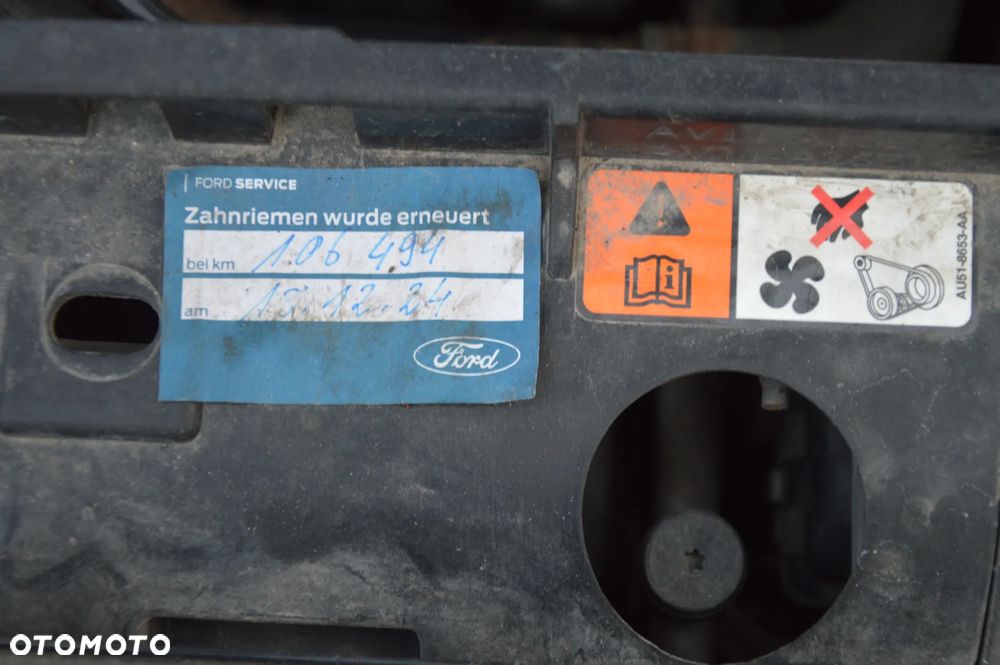 FORD SERVICE
Zahnriemen wurde erneuert
bei km 106 494
am 13.12.24
Ford
AU51-8653-AA
OTOMOTO